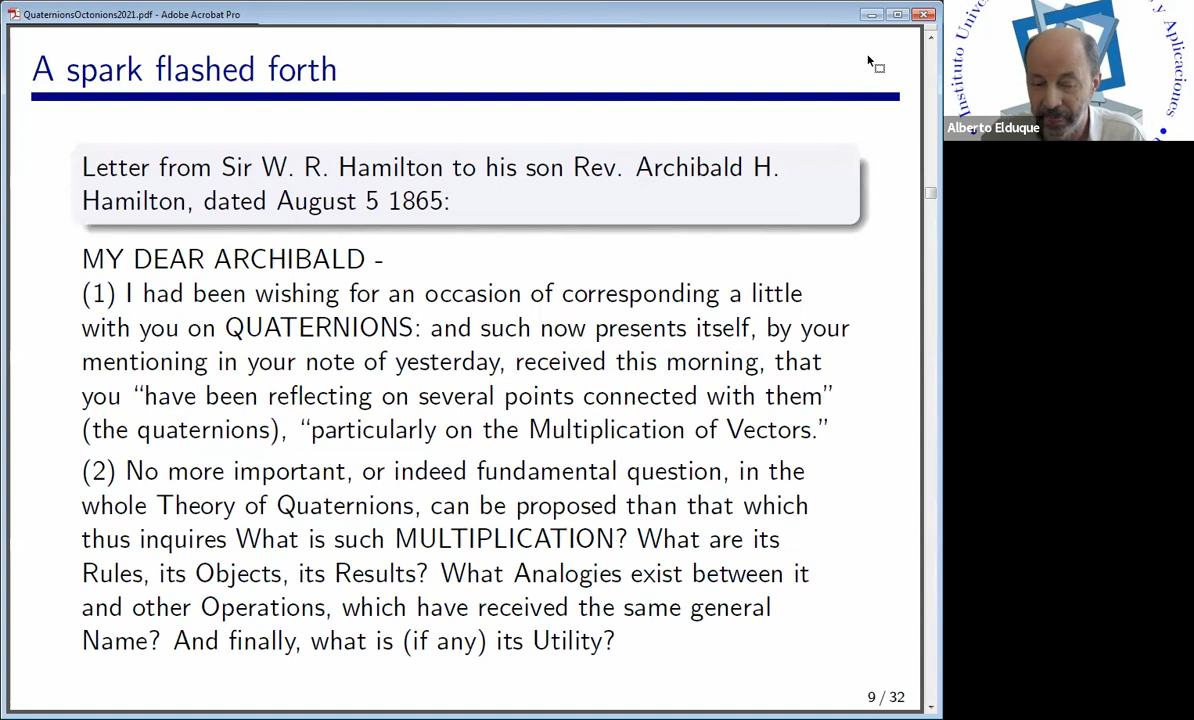 QuaternionsOctonions2021.pdf - Adobe Acrobat Pro
A spark flashed forth
Letter from Sir W. R. Hamilton to his son Rev. Archibald H.
Hamilton, dated August 5 1865:
MY DEAR ARCHIBALD -
(1) I had been wishing for an occasion of corresponding a little
with you on QUATERNIONS: and such now presents itself, by your
mentioning in your note of yesterday, received this morning, that
you “have been reflecting on several points connected with them”
(the quaternions), “particularly on the Multiplication of Vectors.”
(2) No more important, or indeed fundamental question, in the
whole Theory of Quaternions, can be proposed than that which
thus inquires What is such MULTIPLICATION? What are its
Rules, its Objects, its Results? What Analogies exist between it
and other Operations, which have received the same general
Name? And finally, what is (if any) its Utility?
9 / 32
Instituto
y Aplicaciones
Alberto Elduque